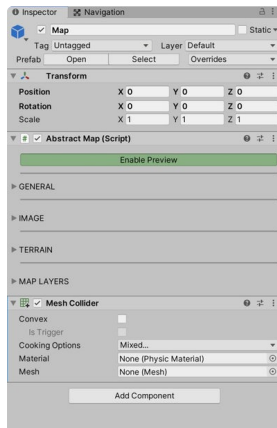 Inspector Navigation
Map Static
Tag Untagged Layer Default
Prefab Open Select Overrides
Transform
Position X 0 Y 0 Z 0
Rotation X 0 Y 0 Z 0
Scale X 1 Y 1 Z 1
# Abstract Map (Script)
Enable Preview
GENERAL
IMAGE
TERRAIN
MAP LAYERS
Mesh Collider
Convex
Is Trigger
Cooking Options Mixed...
Material None (Physic Material)
Mesh None (Mesh)
Add Component